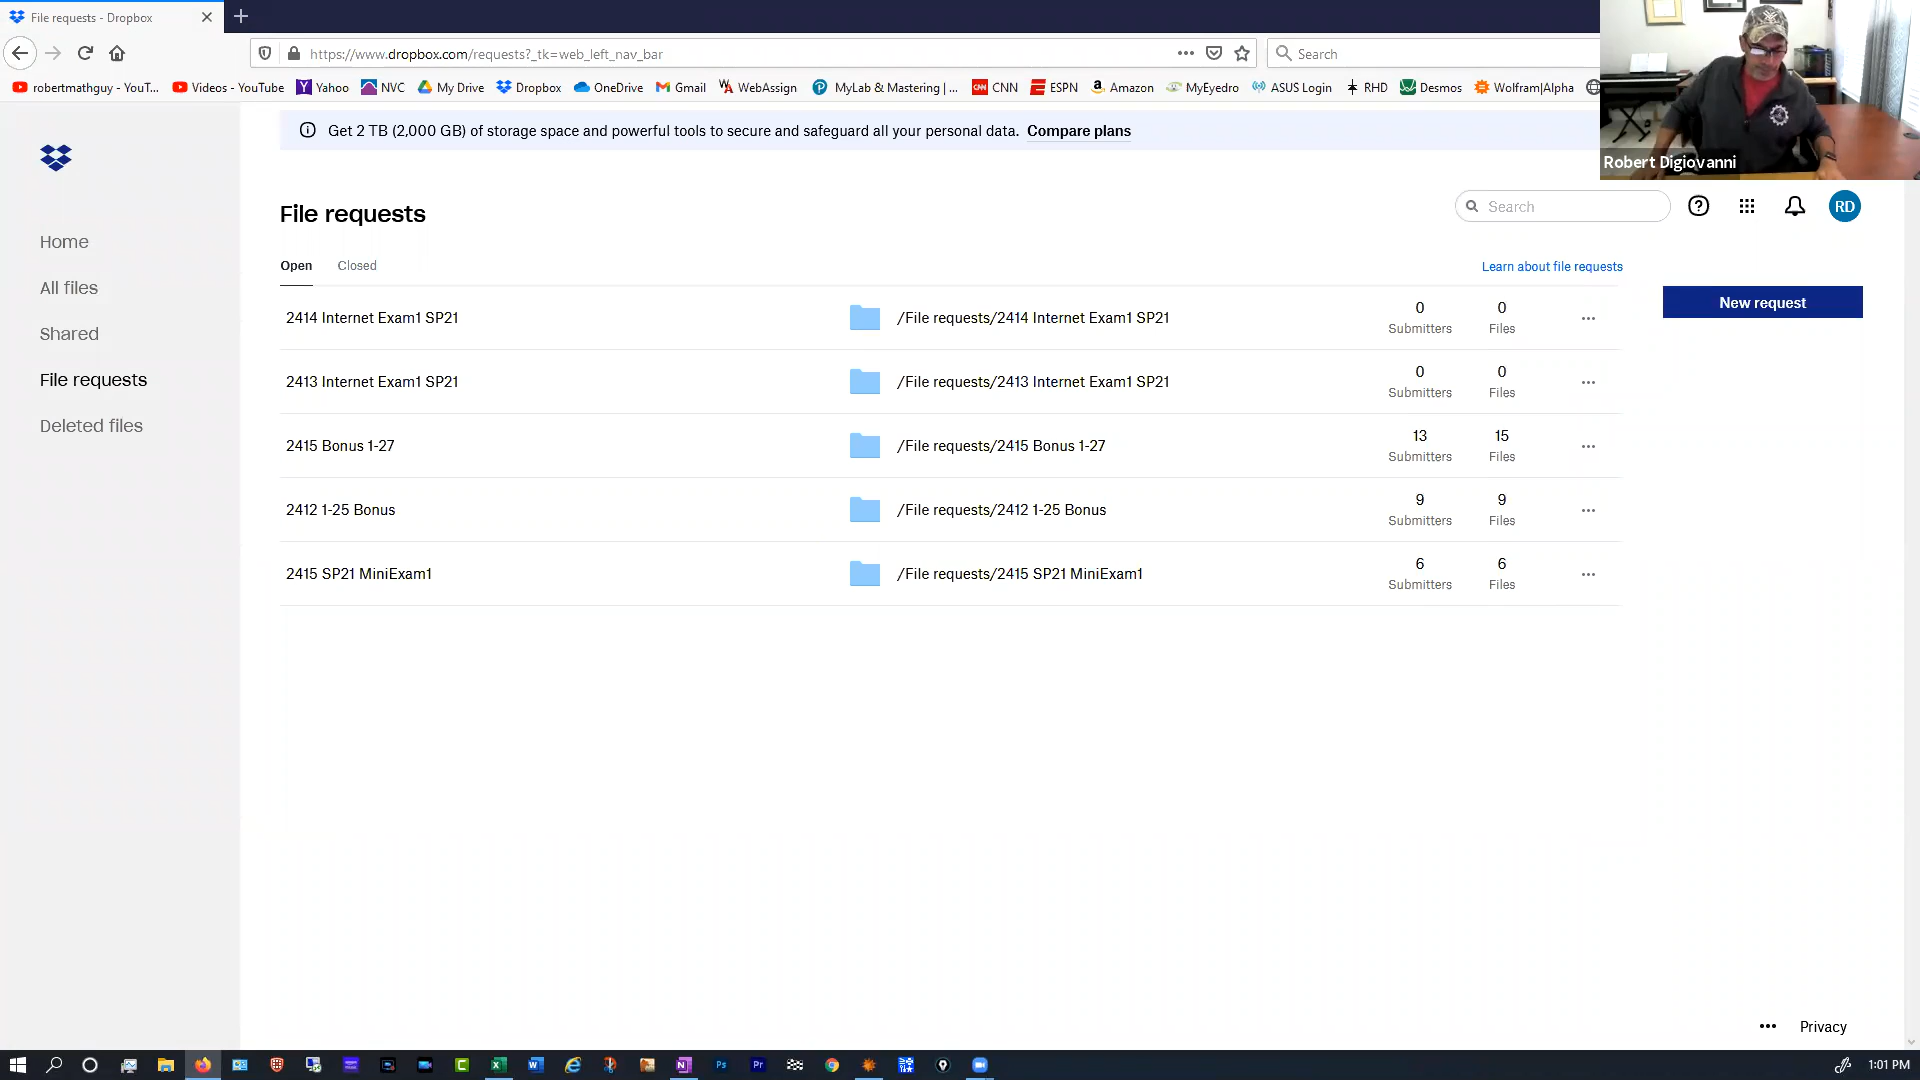 File requests - Dropbox
https://www.dropbox.com/requests?_tk=web_left_nav_bar
Search
robertmathguy - YouT...
Videos - YouTube
Yahoo
NVC
My Drive
Dropbox
OneDrive
Gmail
WebAssign
MyLab & Mastering | ...
CNN
ESPN
Amazon
MyEyedro
ASUS Login
RHD
Desmos
Wolfram|Alpha
Robert Digiovanni
Get 2 TB (2,000 GB) of storage space and powerful tools to secure and safeguard all your personal data. Compare plans
Home
All files
Shared
File requests
Deleted files
File requests
Search
RD
Open
Closed
Learn about file requests
New request
2414 Internet Exam1 SP21
/File requests/2414 Internet Exam1 SP21
0 Submitters
0 Files
2413 Internet Exam1 SP21
/File requests/2413 Internet Exam1 SP21
0 Submitters
0 Files
2415 Bonus 1-27
/File requests/2415 Bonus 1-27
13 Submitters
15 Files
2412 1-25 Bonus
/File requests/2412 1-25 Bonus
9 Submitters
9 Files
2415 SP21 MiniExam1
/File requests/2415 SP21 MiniExam1
6 Submitters
6 Files
Privacy
1:01 PM